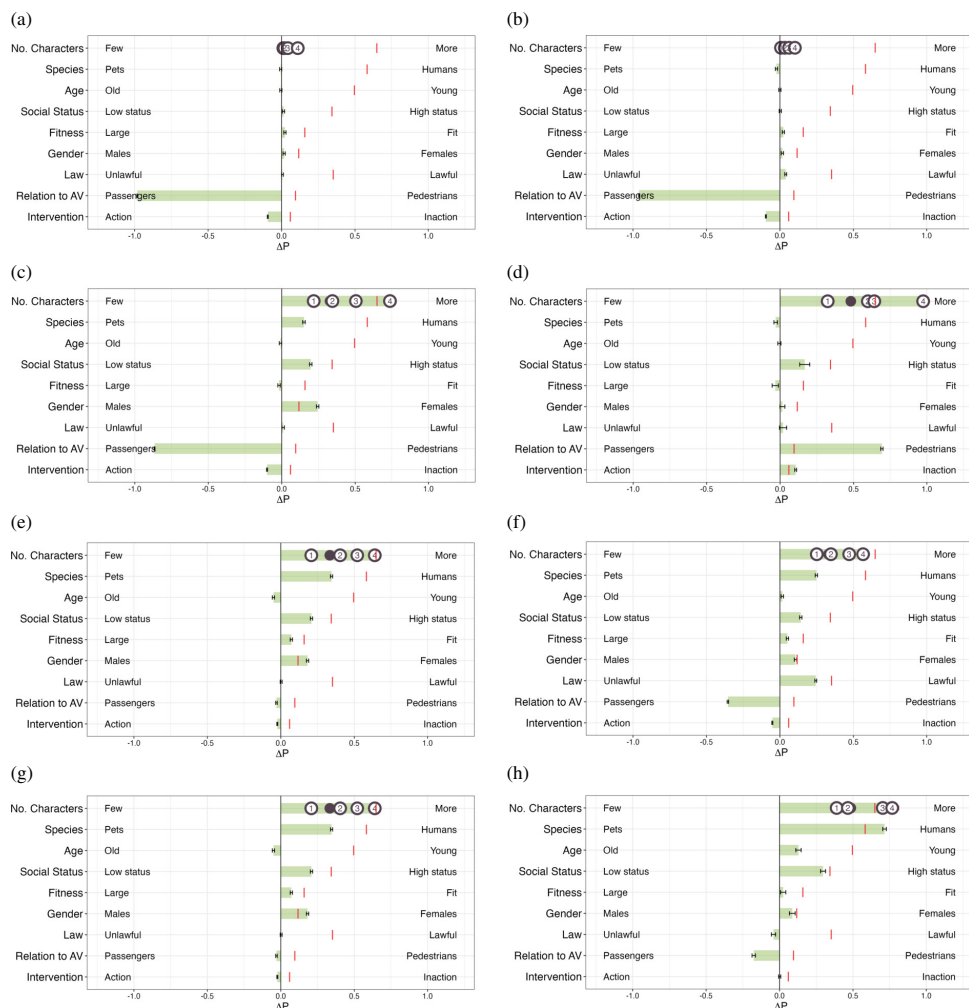 (a)
No. Characters Few 3 4 More
Species Pets Humans
Age Old Young
Social Status Low status High status
Fitness Large Fit
Gender Males Females
Law Unlawful Lawful
Relation to AV Passengers Pedestrians
Intervention Action Inaction
-1.0 -0.5 0.0 0.5 1.0
ΔP
(b)
No. Characters Few 4 More
Species Pets Humans
Age Old Young
Social Status Low status High status
Fitness Large Fit
Gender Males Females
Law Unlawful Lawful
Relation to AV Passengers Pedestrians
Intervention Action Inaction
-1.0 -0.5 0.0 0.5 1.0
ΔP
(c)
No. Characters Few 1 2 3 4 More
Species Pets Humans
Age Old Young
Social Status Low status High status
Fitness Large Fit
Gender Males Females
Law Unlawful Lawful
Relation to AV Passengers Pedestrians
Intervention Action Inaction
-1.0 -0.5 0.0 0.5 1.0
ΔP
(d)
No. Characters Few 1 2 3 4 More
Species Pets Humans
Age Old Young
Social Status Low status High status
Fitness Large Fit
Gender Males Females
Law Unlawful Lawful
Relation to AV Passengers Pedestrians
Intervention Action Inaction
-1.0 -0.5 0.0 0.5 1.0
ΔP
(e)
No. Characters Few 1 2 3 4 More
Species Pets Humans
Age Old Young
Social Status Low status High status
Fitness Large Fit
Gender Males Females
Law Unlawful Lawful
Relation to AV Passengers Pedestrians
Intervention Action Inaction
-1.0 -0.5 0.0 0.5 1.0
ΔP
(f)
No. Characters Few 1 2 3 4 More
Species Pets Humans
Age Old Young
Social Status Low status High status
Fitness Large Fit
Gender Males Females
Law Unlawful Lawful
Relation to AV Passengers Pedestrians
Intervention Action Inaction
-1.0 -0.5 0.0 0.5 1.0
ΔP
(g)
No. Characters Few 1 2 3 4 More
Species Pets Humans
Age Old Young
Social Status Low status High status
Fitness Large Fit
Gender Males Females
Law Unlawful Lawful
Relation to AV Passengers Pedestrians
Intervention Action Inaction
-1.0 -0.5 0.0 0.5 1.0
ΔP
(h)
No. Characters Few 1 2 3 4 More
Species Pets Humans
Age Old Young
Social Status Low status High status
Fitness Large Fit
Gender Males Females
Law Unlawful Lawful
Relation to AV Passengers Pedestrians
Intervention Action Inaction
-1.0 -0.5 0.0 0.5 1.0
ΔP